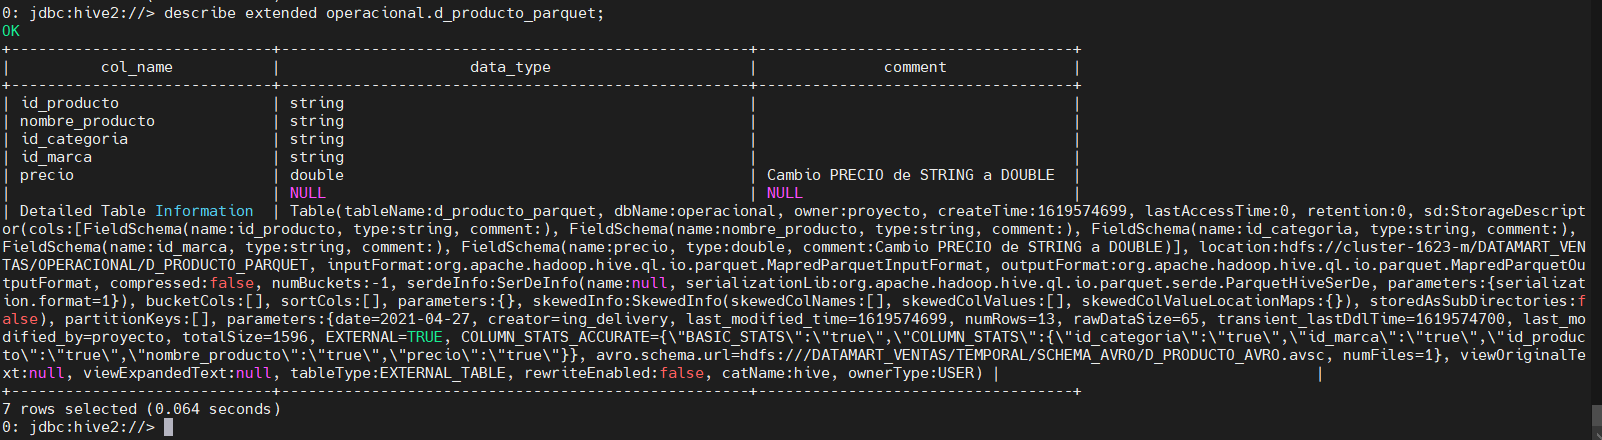 0: jdbc:hive2://> describe extended operacional.d_producto_parquet;
OK
+-----------------------------+----------------------------------------------------+-----------------------------------+
|          col_name           |                     data_type                      |              comment              |
+-----------------------------+----------------------------------------------------+-----------------------------------+
| id_producto                 | string                                             |                                   |
| nombre_producto             | string                                             |                                   |
| id_categoria                | string                                             |                                   |
| id_marca                    | string                                             |                                   |
| precio                      | double                                             | Cambio PRECIO de STRING a DOUBLE  |
|                             | NULL                                               | NULL                              |
| Detailed Table Information  | Table(tableName:d_producto_parquet, dbName:operacional, owner:proyecto, createTime:1619574699, lastAccessTime:0, retention:0, sd:StorageDescript
or(cols:[FieldSchema(name:id_producto, type:string, comment:), FieldSchema(name:nombre_producto, type:string, comment:), FieldSchema(name:id_categoria, type:string, comment:),
FieldSchema(name:id_marca, type:string, comment:), FieldSchema(name:precio, type:double, comment:Cambio PRECIO de STRING a DOUBLE)], location:hdfs://cluster-1623-m/DATAMART_VEN
TAS/OPERACIONAL/D_PRODUCTO_PARQUET, inputFormat:org.apache.hadoop.hive.ql.io.parquet.MapredParquetInputFormat, outputFormat:org.apache.hadoop.hive.ql.io.parquet.MapredParquetOu
tputFormat, compressed:false, numBuckets:-1, serdeInfo:SerDeInfo(name:null, serializationLib:org.apache.hadoop.hive.ql.io.parquet.serde.ParquetHiveSerDe, parameters:{serializat
ion.format=1}), bucketCols:[], sortCols:[], parameters:{}, skewedInfo:SkewedInfo(skewedColNames:[], skewedColValues:[], skewedColValueLocationMaps:{}), storedAsSubDirectories:f
alse), partitionKeys:[], parameters:{date=2021-04-27, creator=ing_delivery, last_modified_time=1619574699, numRows=13, rawDataSize=65, transient_lastDdlTime=1619574700, last_mo
dified_by=proyecto, totalSize=1596, EXTERNAL=TRUE, COLUMN_STATS_ACCURATE={\"BASIC_STATS\":\"true\",\"COLUMN_STATS\":{\"id_categoria\":\"true\",\"id_marca\":\"true\",\"id_produc
to\":\"true\",\"nombre_producto\":\"true\",\"precio\":\"true\"}}, avro.schema.url=hdfs:///DATAMART_VENTAS/TEMPORAL/SCHEMA_AVRO/D_PRODUCTO_AVRO.avsc, numFiles=1}, viewOriginalTe
xt:null, viewExpandedText:null, tableType:EXTERNAL_TABLE, rewriteEnabled:false, catName:hive, ownerType:USER) |                                   |
+-----------------------------+----------------------------------------------------+-----------------------------------+
7 rows selected (0.064 seconds)
0: jdbc:hive2://>